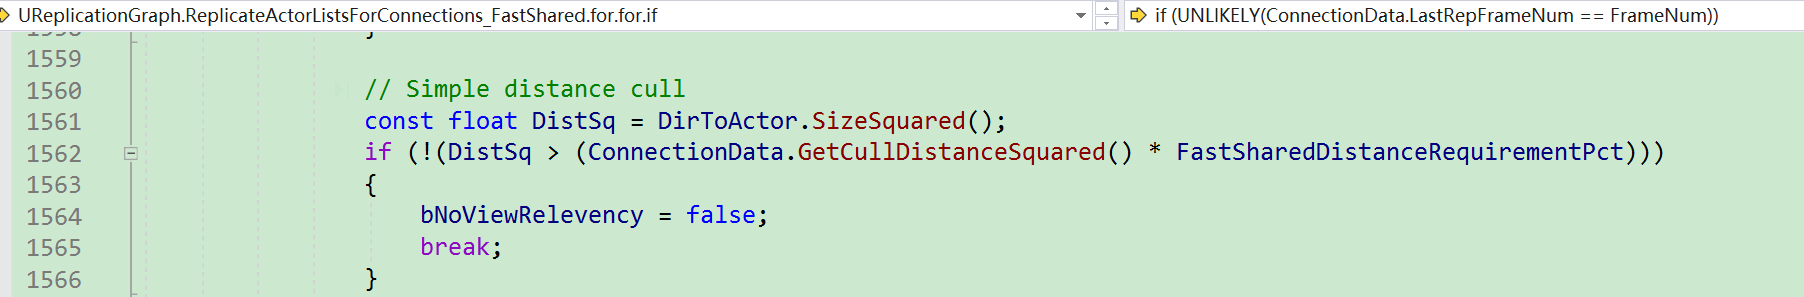 UReplicationGraph.ReplicateActorListsForConnections_FastShared.for.for.if
if (UNLIKELY(ConnectionData.LastRepFrameNum == FrameNum))
1558 }
1559
1560 // Simple distance cull
1561 const float DistSq = DirToActor.SizeSquared();
1562 if (!(DistSq > (ConnectionData.GetCullDistanceSquared() * FastSharedDistanceRequirementPct)))
1563 {
1564 bNoViewRelevency = false;
1565 break;
1566 }